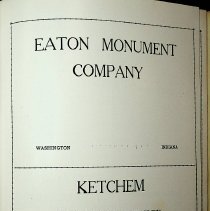 EATON MONUMENT
COMPANY
WASHINGTON INDIANA
KETCHEM